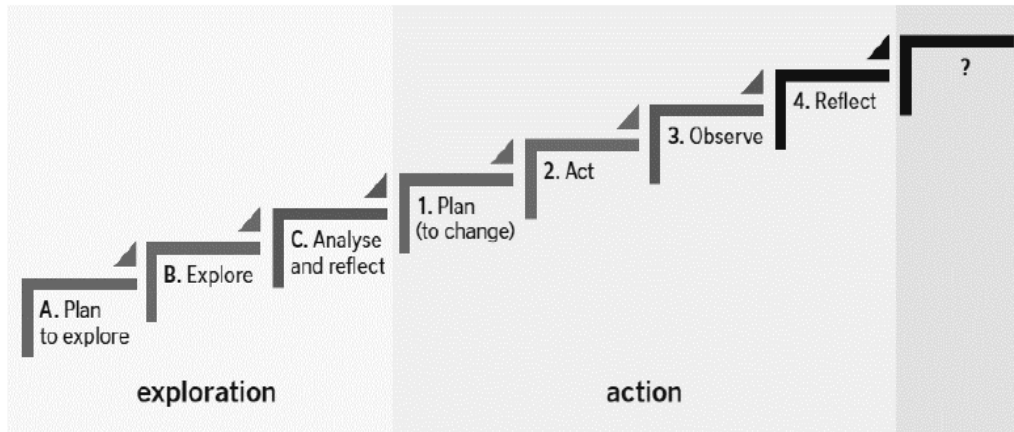 A. Plan
to explore
B. Explore
C. Analyse
and reflect
1. Plan
(to change)
2. Act
3. Observe
4. Reflect
?
exploration
action